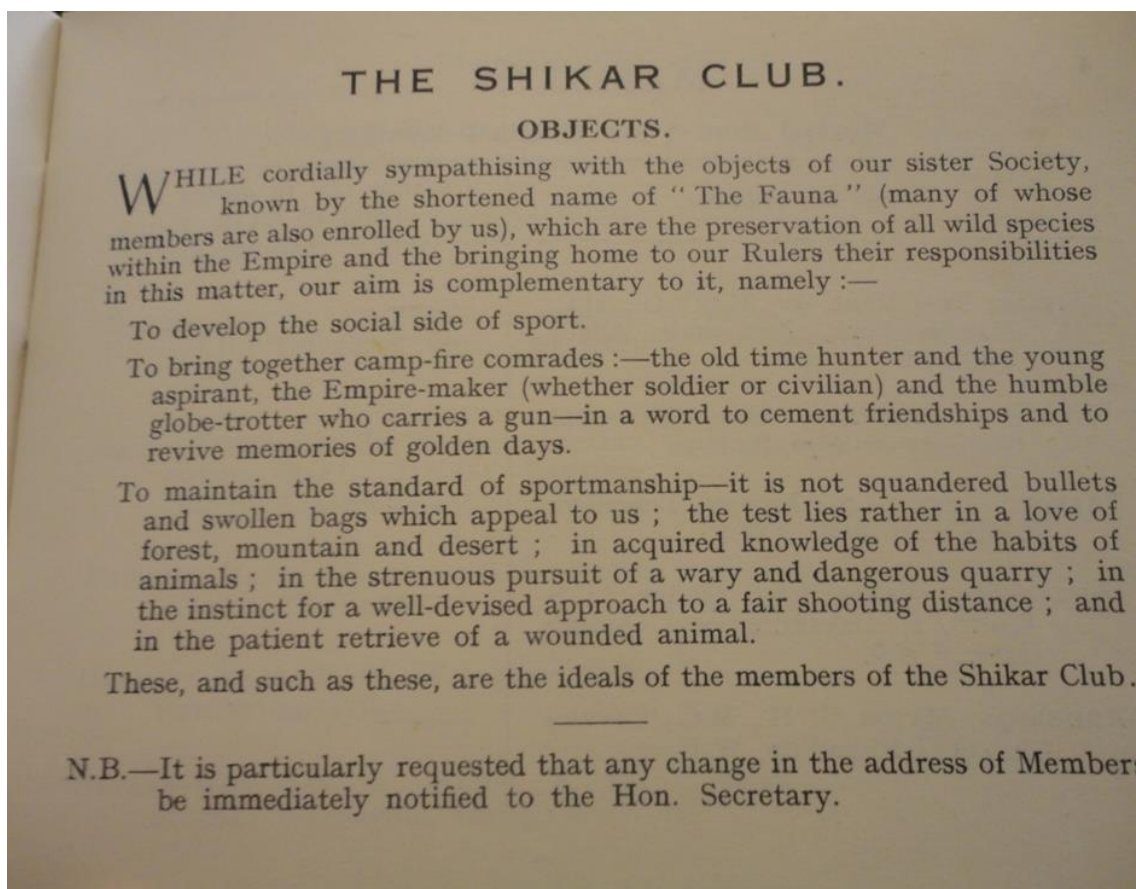 THE SHIKAR CLUB.
OBJECTS.
WHILE cordially sympathising with the objects of our sister Society,
known by the shortened name of "The Fauna" (many of whose
members are also enrolled by us), which are the preservation of all wild species
within the Empire and the bringing home to our Rulers their responsibilities
in this matter, our aim is complementary to it, namely :—
To develop the social side of sport.
To bring together camp-fire comrades :—the old time hunter and the young
aspirant, the Empire-maker (whether soldier or civilian) and the humble
globe-trotter who carries a gun—in a word to cement friendships and to
revive memories of golden days.
To maintain the standard of sportmanship—it is not squandered bullets
and swollen bags which appeal to us ; the test lies rather in a love of
forest, mountain and desert ; in acquired knowledge of the habits of
animals ; in the strenuous pursuit of a wary and dangerous quarry ; in
the instinct for a well-devised approach to a fair shooting distance ; and
in the patient retrieve of a wounded animal.
These, and such as these, are the ideals of the members of the Shikar Club.
N.B.—It is particularly requested that any change in the address of Members
be immediately notified to the Hon. Secretary.